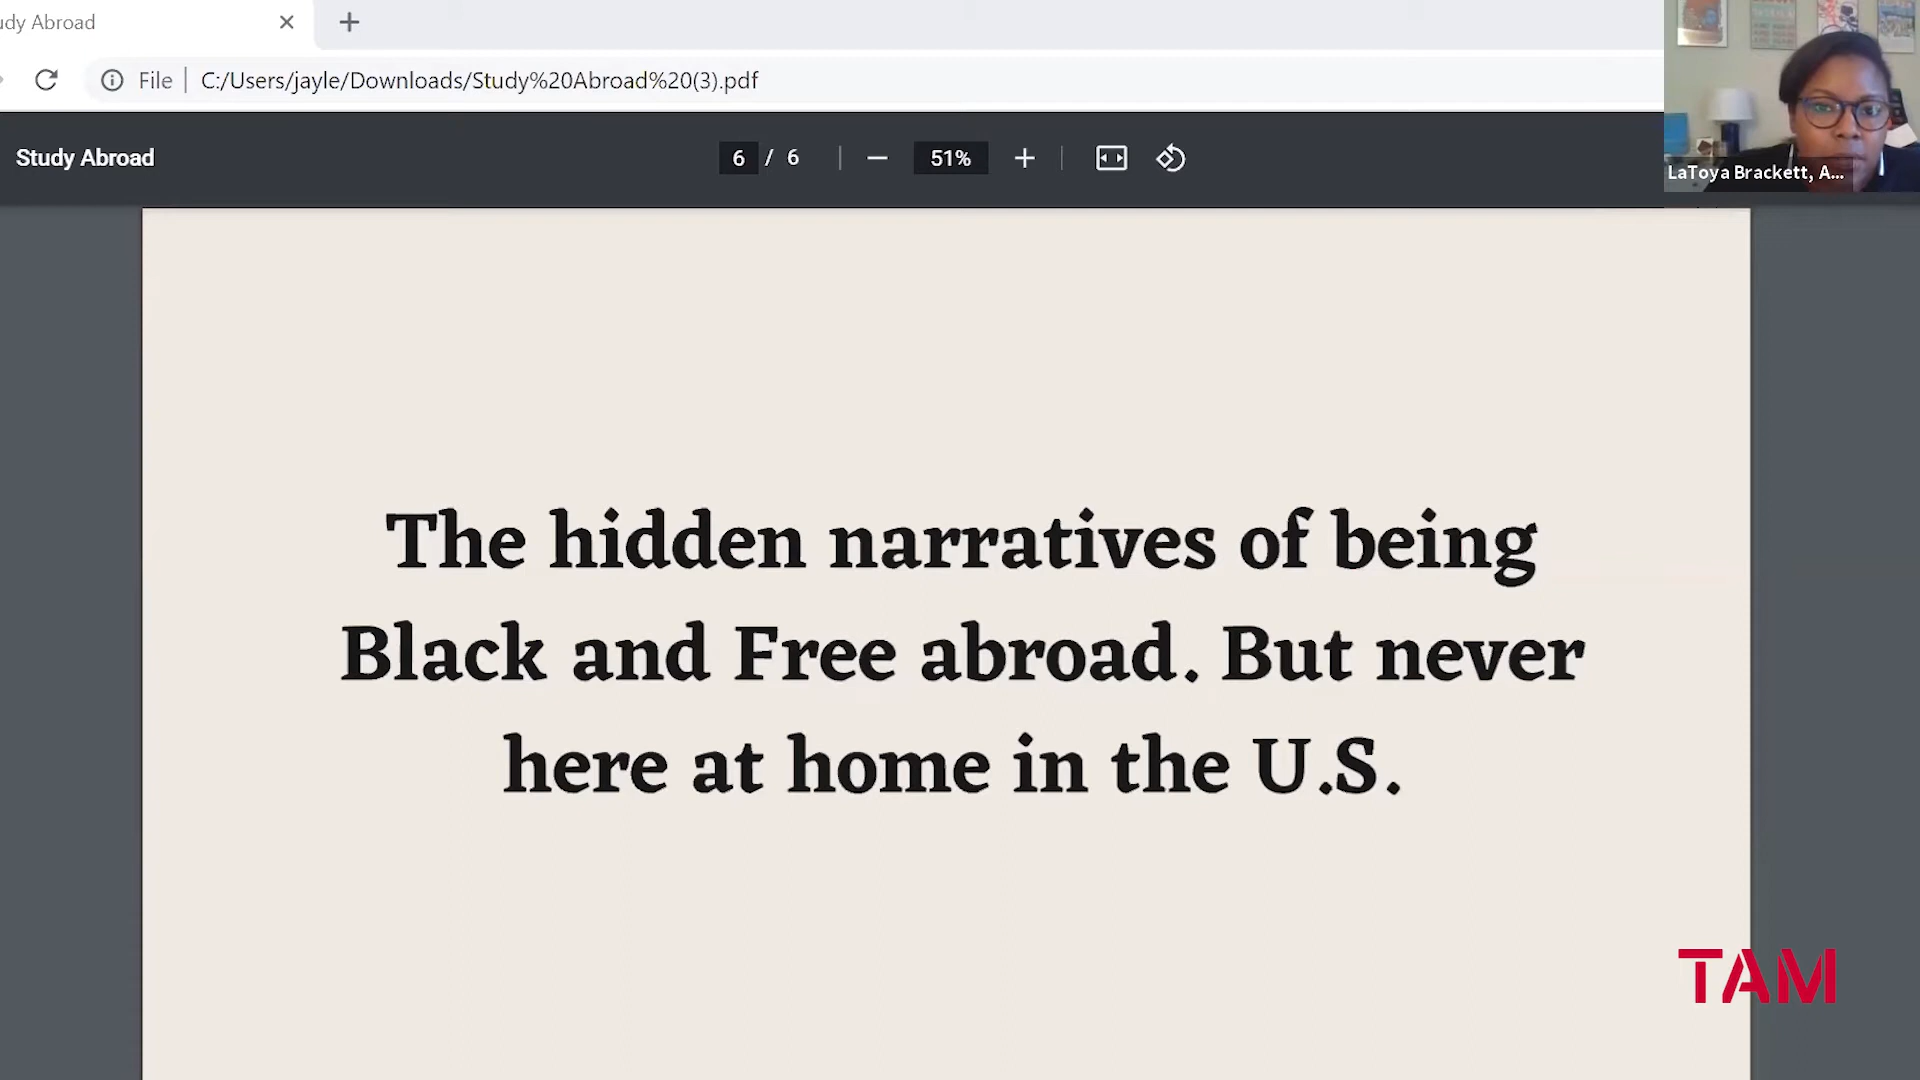 udy Abroad
File
C:/Users/jayle/Downloads/Study%20Abroad%20(3).pdf
Study Abroad
6 / 6
51%
LaToya Brackett, A...
The hidden narratives of being
Black and Free abroad. But never
here at home in the U.S.
TAM